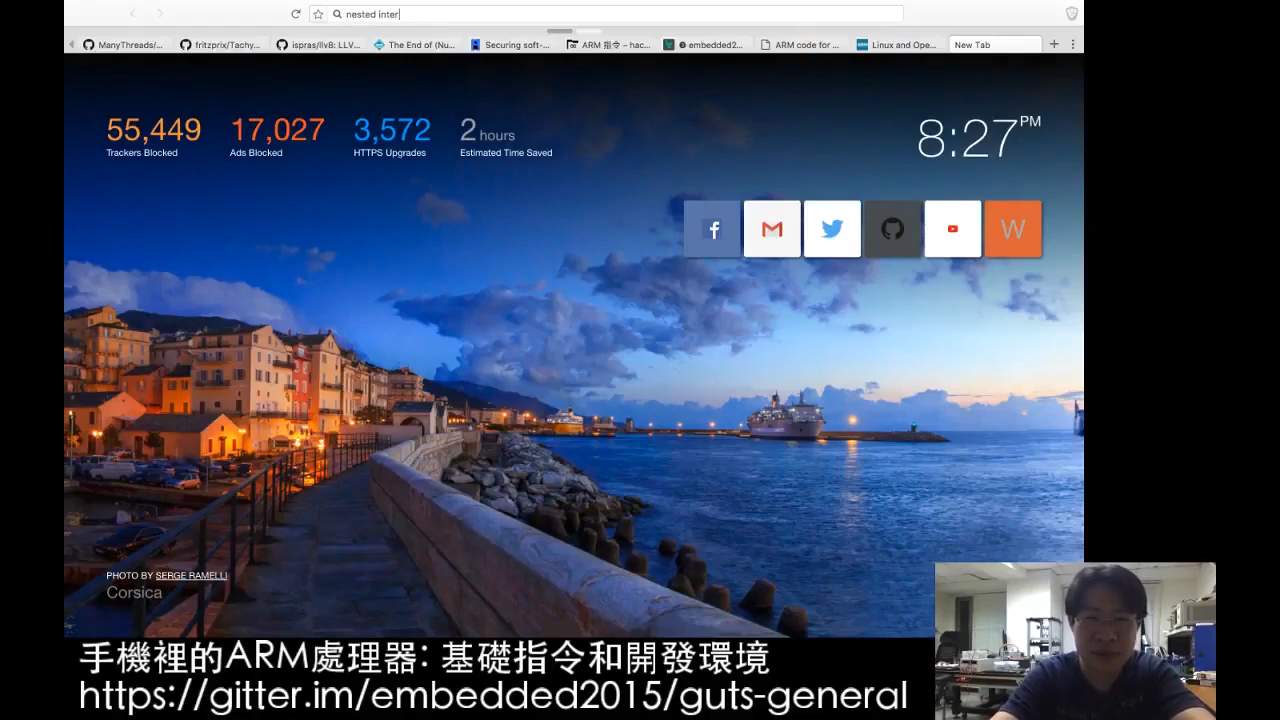 nested inter
ManyThreads/...
fritzprix/Tachy...
ispras/llv8: LLV...
The End of (Nu...
Securing soft-...
ARM 指令 – hac...
embedded2...
ARM code for ...
Linux and Ope...
New Tab
55,449
Trackers Blocked
17,027
Ads Blocked
3,572
HTTPS Upgrades
2 hours
Estimated Time Saved
8:27 PM
W
PHOTO BY SERGE RAMELLI
Corsica
手機裡的ARM處理器: 基礎指令和開發環境
https://gitter.im/embedded2015/guts-general